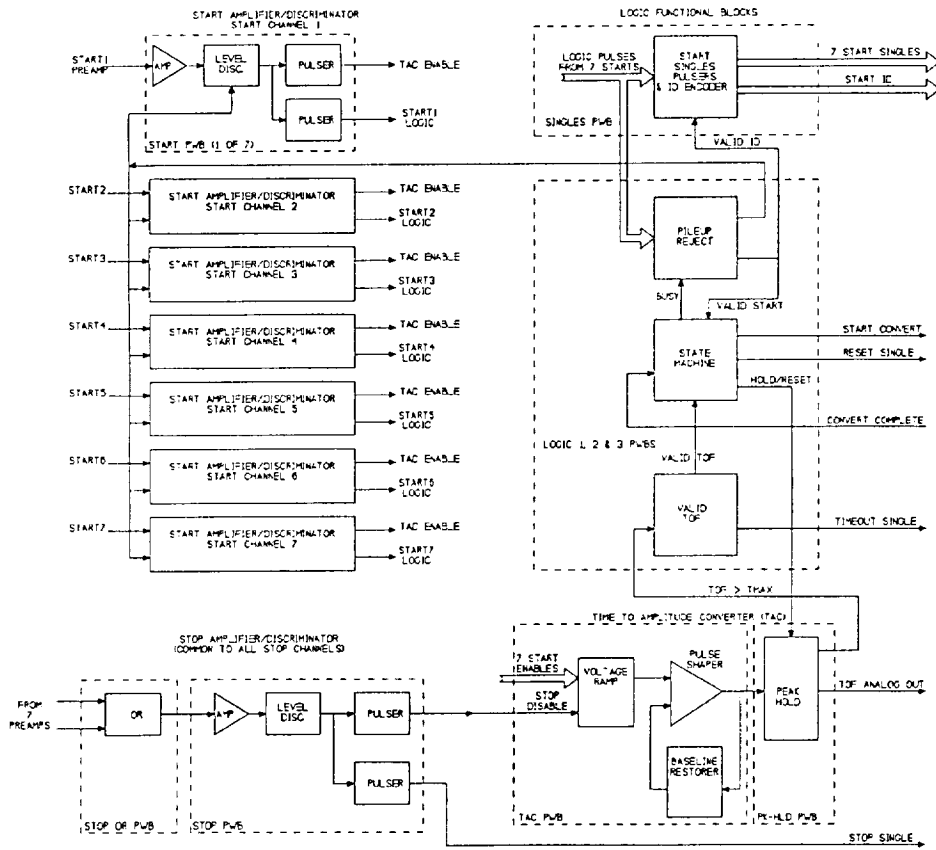 START AMPLIFIER/DISCRIMINATOR
START CHANNEL 1
START1
PREAMP
AMP
LEVEL
DISC
PULSER
TAC ENABLE
PULSER
START1
LOGIC
START PWB (1 OF 7)
START2
START AMPLIFIER/DISCRIMINATOR
START CHANNEL 2
TAC ENABLE
START2
LOGIC
START3
START AMPLIFIER/DISCRIMINATOR
START CHANNEL 3
TAC ENABLE
START3
LOGIC
START4
START AMPLIFIER/DISCRIMINATOR
START CHANNEL 4
TAC ENABLE
START4
LOGIC
START5
START AMPLIFIER/DISCRIMINATOR
START CHANNEL 5
TAC ENABLE
START5
LOGIC
START6
START AMPLIFIER/DISCRIMINATOR
START CHANNEL 6
TAC ENABLE
START6
LOGIC
START7
START AMPLIFIER/DISCRIMINATOR
START CHANNEL 7
TAC ENABLE
START7
LOGIC
LOGIC FUNCTIONAL BLOCKS
LOGIC PULSES
FROM 7 STARTS
START
SINGLES
PULSERS
& ID ENCODER
7 START SINGLES
START ID
SINGLES PWB
VALID ID
PILEUP
REJECT
BUSY
VALID START
STATE
MACHINE
START CONVERT
RESET SINGLE
HOLD/RESET
CONVERT COMPLETE
LOGIC 1, 2 & 3 PWBS
VALID TOF
VALID
TOF
TIMEOUT SINGLE
TOF > TMAX
STOP AMPLIFIER/DISCRIMINATOR
(COMMON TO ALL STOP CHANNELS)
FROM
7
PREAMPS
OR
AMP
LEVEL
DISC
PULSER
PULSER
STOP OR PWB
STOP PWB
TIME TO AMPLITUDE CONVERTER (TAC)
7 START
ENABLES
STOP
DISABLE
VOLTAGE
RAMP
PULSE
SHAPER
BASELINE
RESTORER
PEAK
HOLD
TOF ANALOG OUT
TAC PWB
PK-HLD PWB
STOP SINGLE